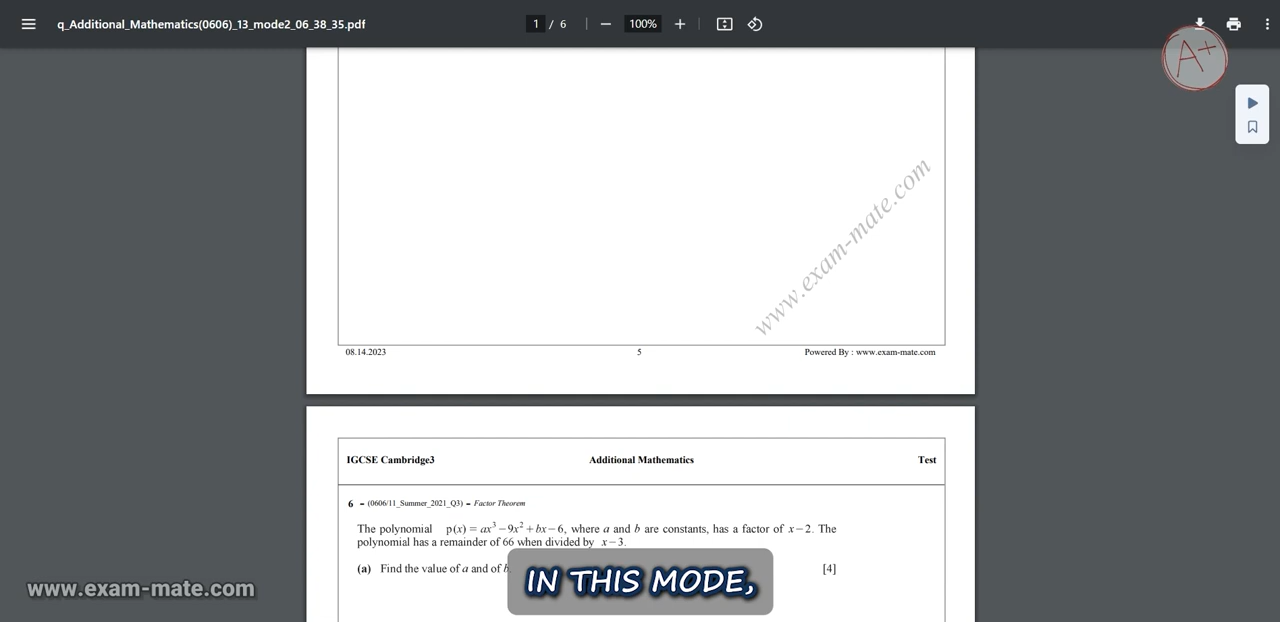 q_Additional_Mathematics(0606)_13_mode2_06_38_35.pdf
1 / 6
100%
A+
www.exam-mate.com
08.14.2023
5
Powered By : www.exam-mate.com
IGCSE Cambridge3
Additional Mathematics
Test
6 – (0606/11_Summer_2021_Q3) – Factor Theorem
The polynomial p(x) = ax³ − 9x² + bx − 6, where a and b are constants, has a factor of x − 2. The
polynomial has a remainder of 66 when divided by x − 3.
(a) Find the value of a and of b. [4]
IN THIS MODE,
www.exam-mate.com